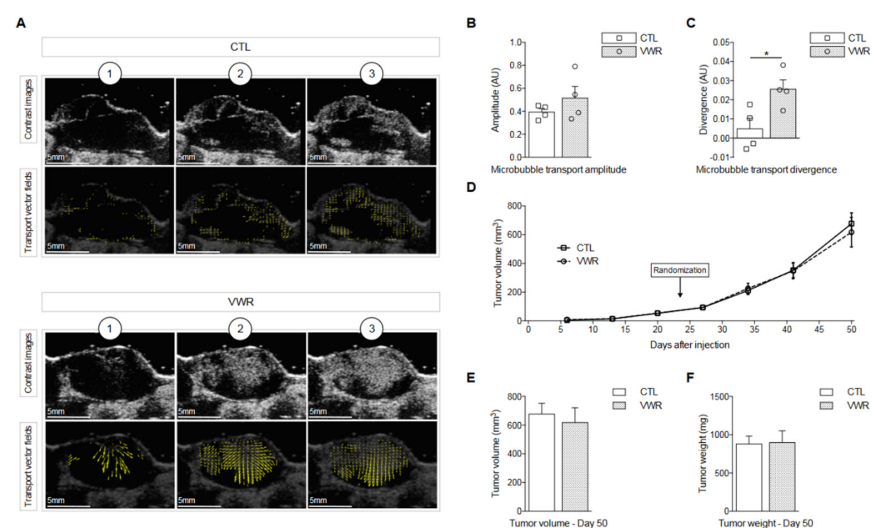 A
CTL
1
2
3
Contrast images
5mm
5mm
5mm
Transport vector fields
5mm
5mm
5mm
VWR
1
2
3
Contrast images
5mm
5mm
5mm
Transport vector fields
5mm
5mm
5mm
B
CTL
VWR
Amplitude (AU)
1.0
0.8
0.6
0.4
0.2
0.0
Microbubble transport amplitude
C
CTL
VWR
*
Divergence (AU)
0.05
0.04
0.03
0.02
0.01
0.00
-0.01
Microbubble transport divergence
D
Tumor volume (mm³)
800
600
400
200
0
CTL
VWR
Randomization
0 5 10 15 20 25 30 35 40 45 50
Days after injection
E
CTL
VWR
Tumor volume (mm³)
800
600
400
200
0
Tumor volume - Day 50
F
CTL
VWR
Tumor weight (mg)
1500
1000
500
0
Tumor weight - Day 50